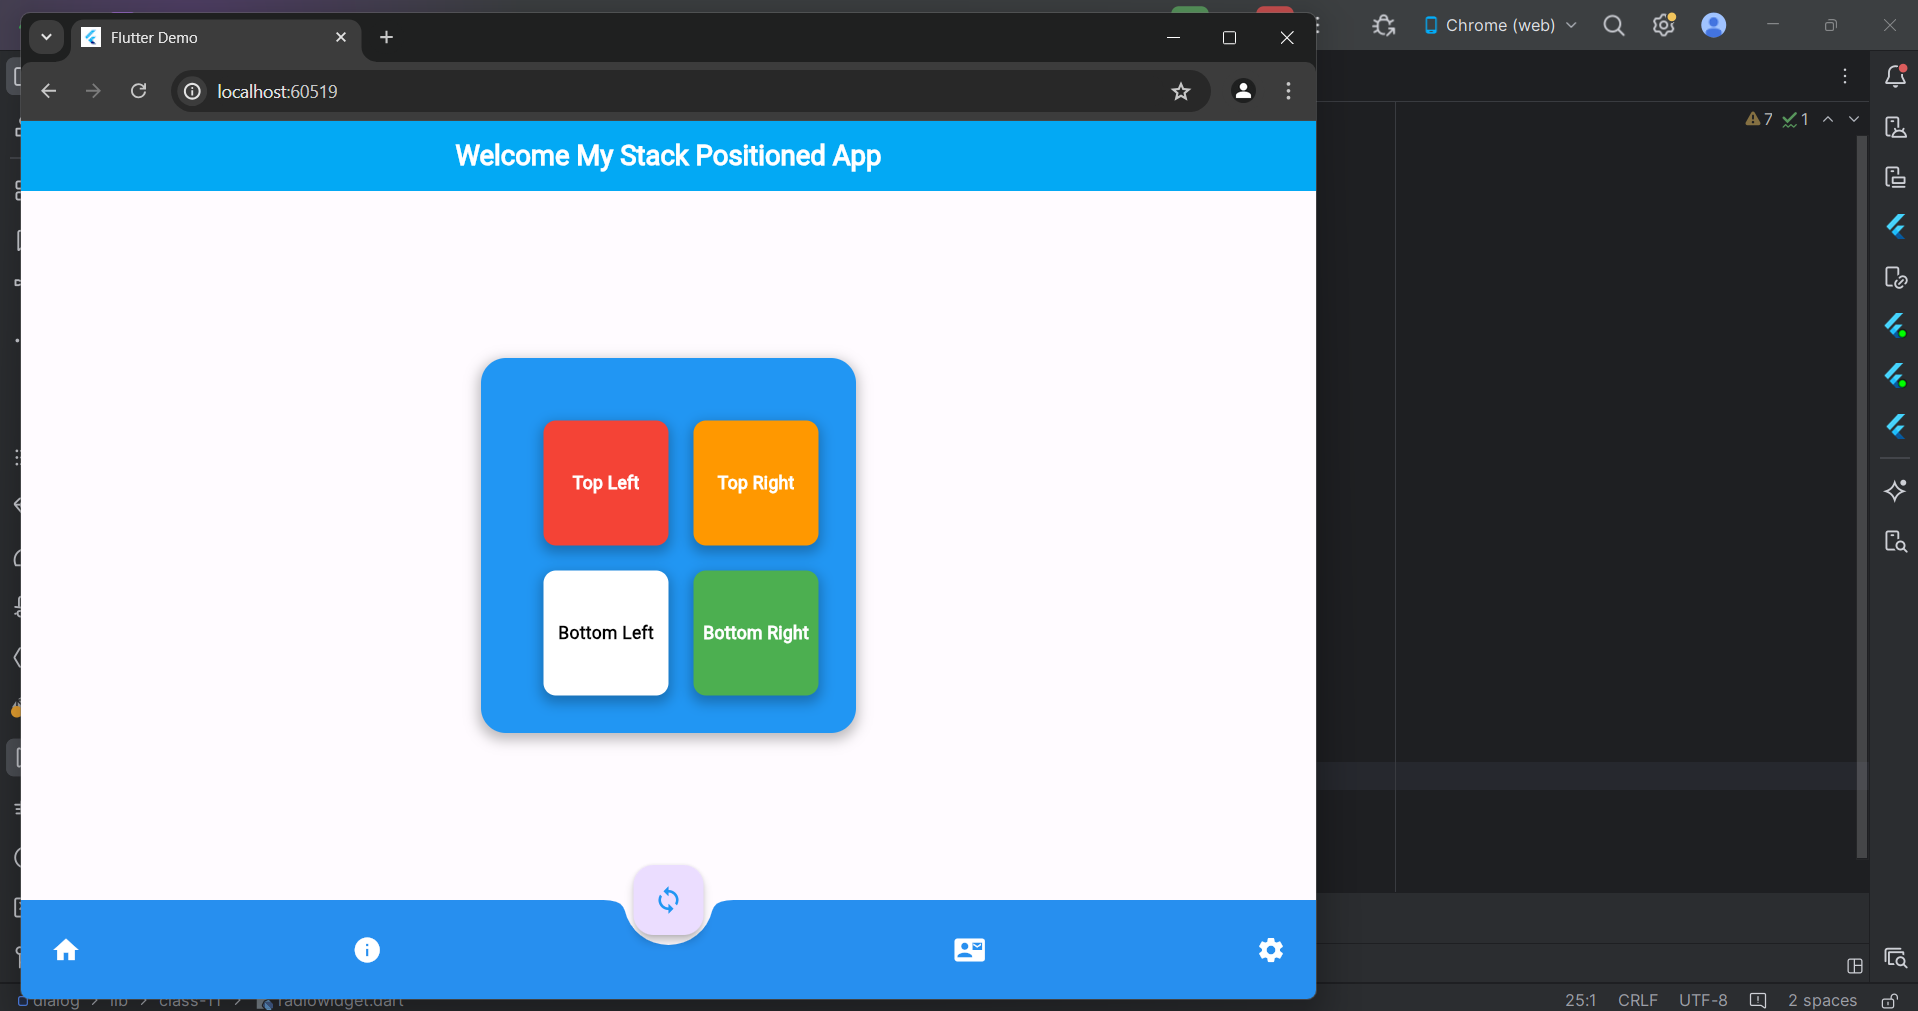 Flutter Demo
Chrome (web)
localhost:60519
7 1
Welcome My Stack Positioned App
Top Left
Top Right
Bottom Left
Bottom Right
dialog > lib > class-11 > radiowidget.dart
25:1 CRLF UTF-8 2 spaces